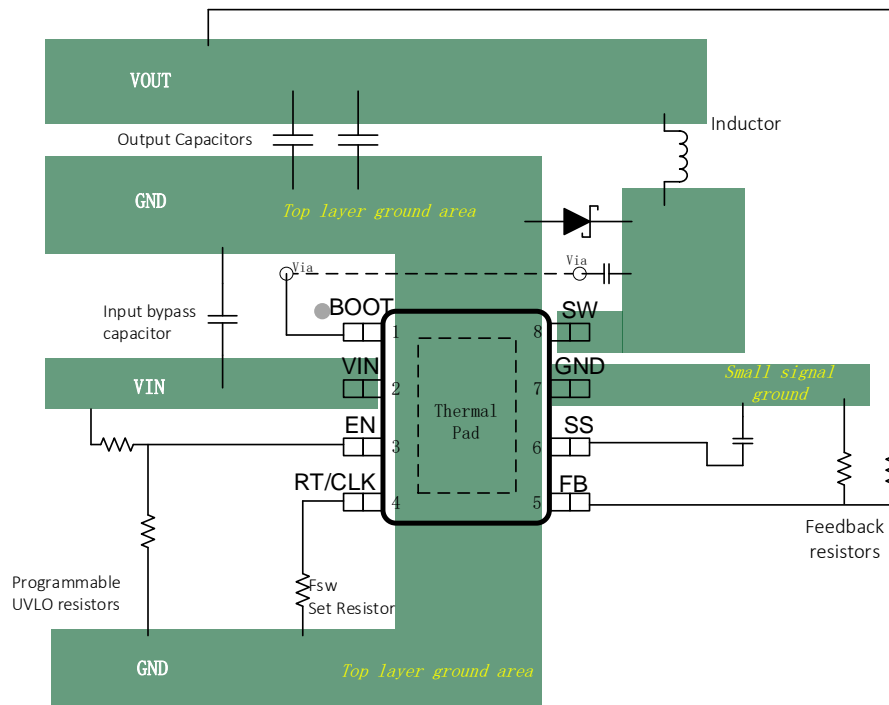 VOUT
Inductor
Output Capacitors
GND
Top layer ground area
Via
Via
BOOT
SW
Input bypass
capacitor
1
8
VIN
GND
VIN
2
7
Small signal
ground
Thermal
Pad
EN
SS
3
6
RT/CLK
FB
4
5
Feedback
resistors
Programmable
UVLO resistors
Fsw
Set Resistor
GND
Top layer ground area